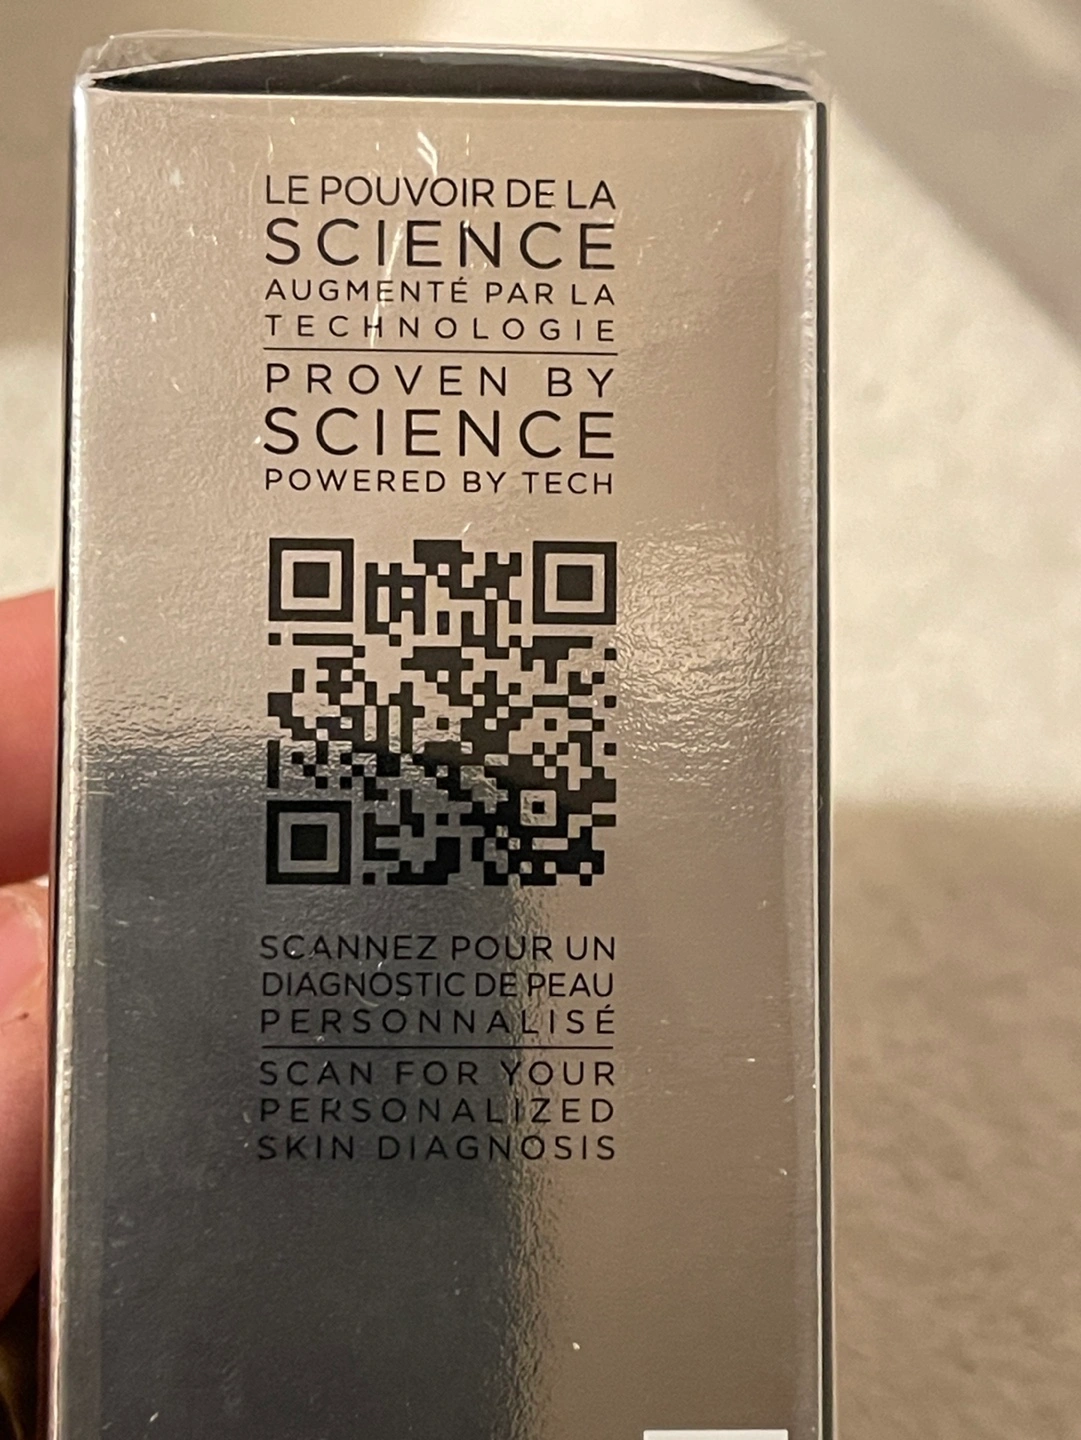 LE POUVOIR DE LA
SCIENCE
AUGMENTÉ PAR LA
TECHNOLOGIE
PROVEN BY
SCIENCE
POWERED BY TECH
SCANNEZ POUR UN
DIAGNOSTIC DE PEAU
PERSONNALISÉ
SCAN FOR YOUR
PERSONALIZED
SKIN DIAGNOSIS